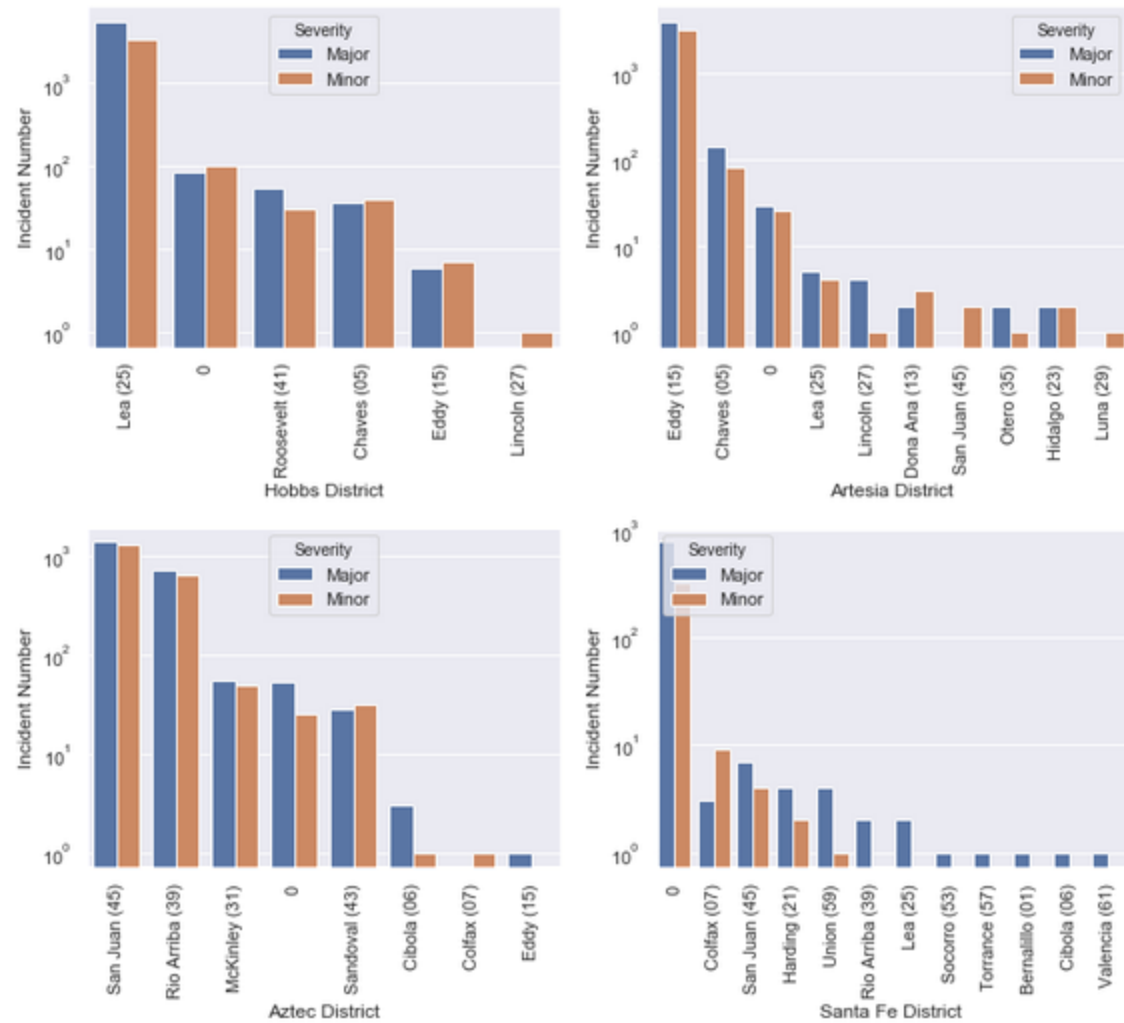 Severity
Major
Minor
Incident Number
10^3
10^2
10^1
10^0
Lea (25)
0
Roosevelt (41)
Chaves (05)
Eddy (15)
Lincoln (27)
Hobbs District
Severity
Major
Minor
Incident Number
10^3
10^2
10^1
10^0
Eddy (15)
Chaves (05)
0
Lea (25)
Lincoln (27)
Dona Ana (13)
San Juan (45)
Otero (35)
Hidalgo (23)
Luna (29)
Artesia District
Severity
Major
Minor
Incident Number
10^3
10^2
10^1
10^0
San Juan (45)
Rio Arriba (39)
McKinley (31)
0
Sandoval (43)
Cibola (06)
Colfax (07)
Eddy (15)
Aztec District
Severity
Major
Minor
Incident Number
10^3
10^2
10^1
10^0
0
Colfax (07)
San Juan (45)
Harding (21)
Union (59)
Rio Arriba (39)
Lea (25)
Socorro (53)
Torrance (57)
Bernalillo (01)
Cibola (06)
Valencia (61)
Santa Fe District